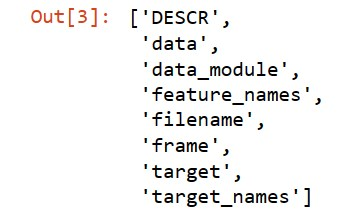 Out[3]: ['DESCR',
'data',
'data_module',
'feature_names',
'filename',
'frame',
'target',
'target_names']